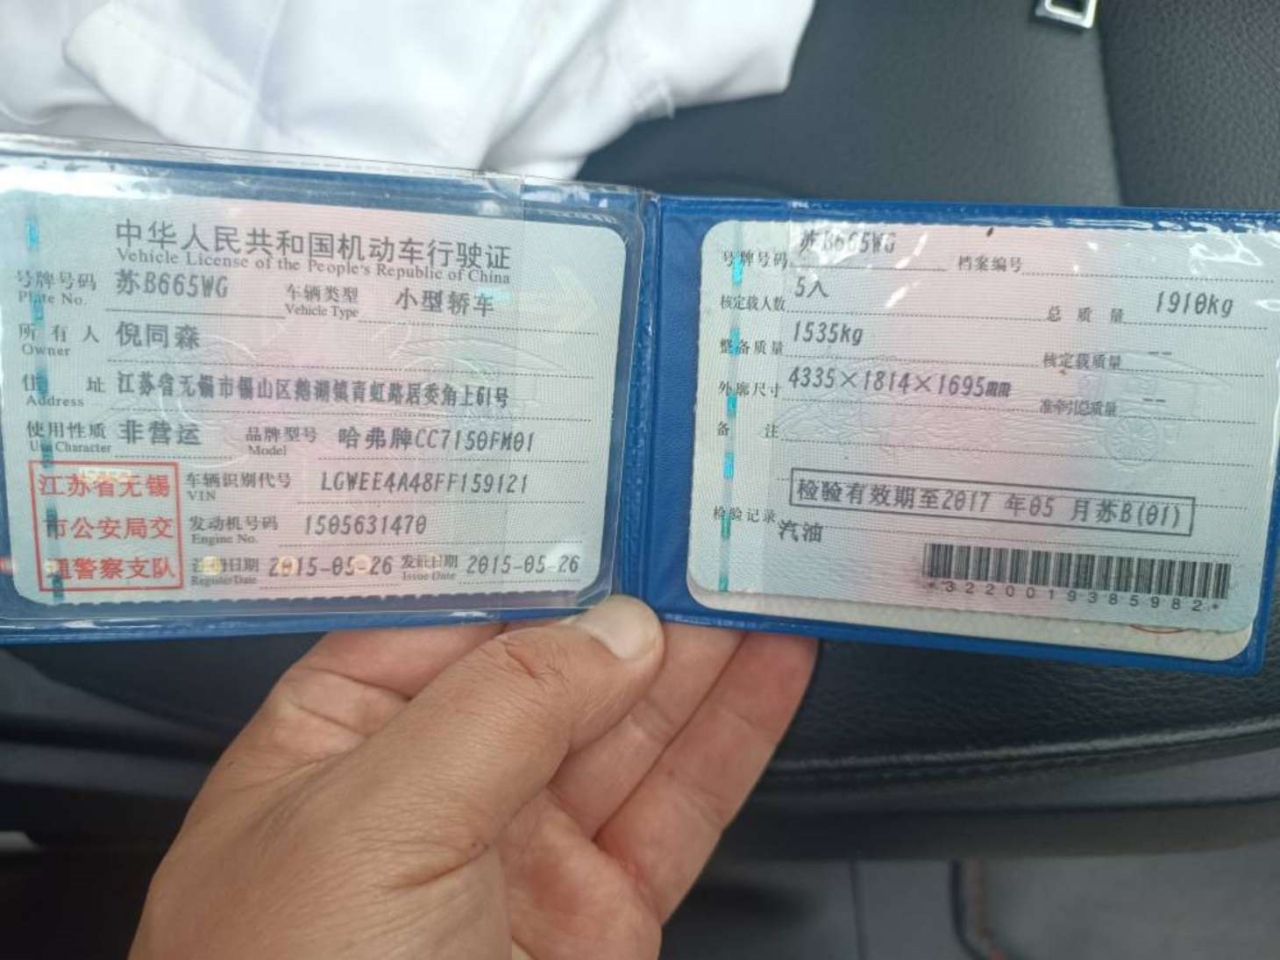 中华人民共和国机动车行驶证
Vehicle License of the People's Republic of China
号牌号码 苏B665WG 车辆类型 小型轿车
Plate No. Vehicle Type
所有人 倪同森
Owner
住址 江苏省无锡市锡山区鹅湖镇青虹路居委角上61号
Address
使用性质 非营运 品牌型号 哈弗牌CC7150FM01
Use Character Model
江苏省无锡
市公安局交
通警察支队
车辆识别代号 LGWEE4A48FF159121
VIN
发动机号码 1505631470
Engine No.
注册日期 2015-05-26 发证日期 2015-05-26
Register Date Issue Date
号牌号码 苏B665WG 档案编号
核定载人数 5人 总质量 1910kg
整备质量 1535kg 核定载质量 --
外廓尺寸 4335×1814×1695mm 准牵引总质量 --
备注
检验有效期至2017年05月苏B(01)
检验记录 汽油
*3220019385982*